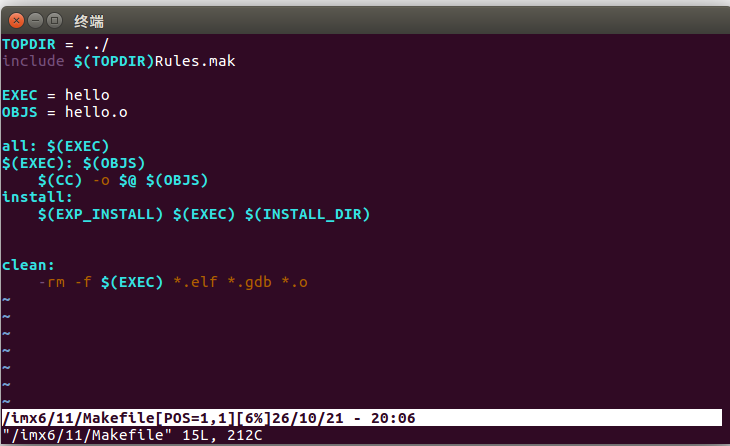 终端
TOPDIR = ../
include $(TOPDIR)Rules.mak
EXEC = hello
OBJS = hello.o
all: $(EXEC)
$(EXEC): $(OBJS)
    $(CC) -o $@ $(OBJS)
install:
    $(EXP_INSTALL) $(EXEC) $(INSTALL_DIR)
clean:
    -rm -f $(EXEC) *.elf *.gdb *.o
~
~
~
~
~
~
~
/imx6/11/Makefile[POS=1,1][6%]26/10/21 - 20:06
"/imx6/11/Makefile" 15L, 212C